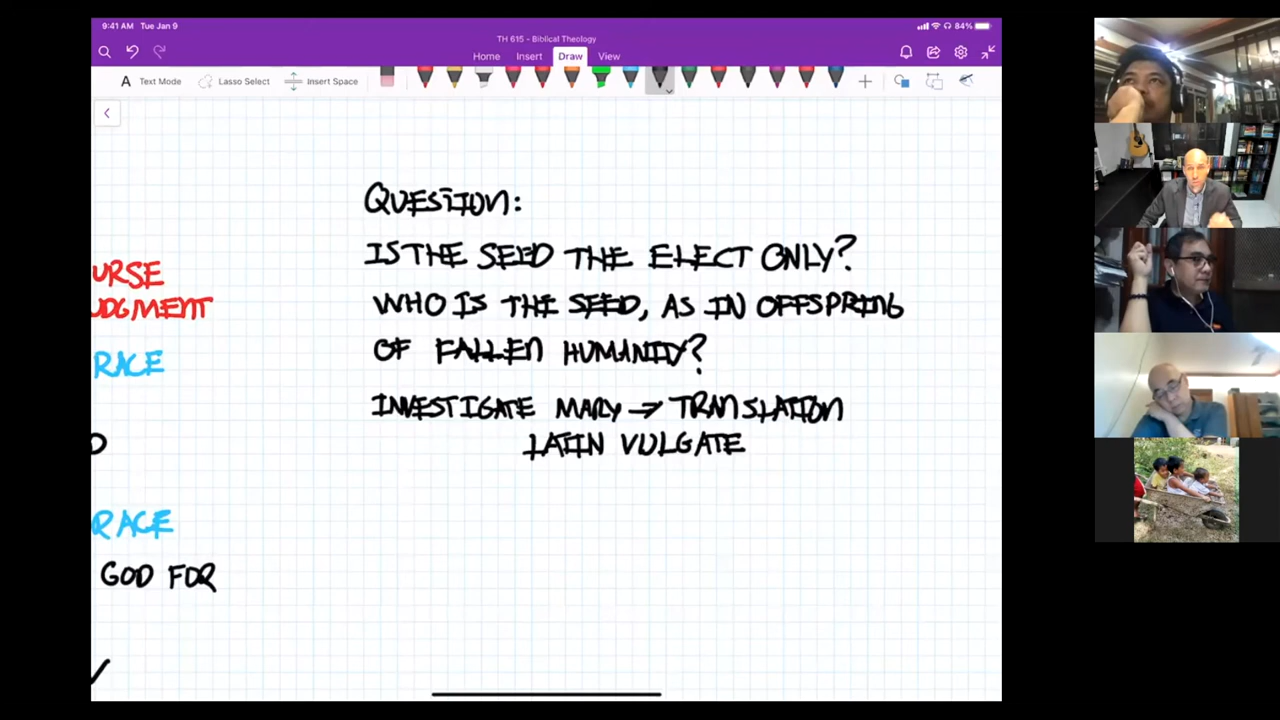 9:41 AM Tue Jan 9
84%
TH 615 - Biblical Theology
Home Insert Draw View
A Text Mode Lasso Select Insert Space
QUESTION:
IS THE SEED THE ELECT ONLY?
WHO IS THE SEED, AS IN OFFSPRING
OF FALLEN HUMANITY?
INVESTIGATE MARY → TRANSLATION
LATIN VULGATE
URSE
UDGMENT
RACE
O
RACE
GOD FOR